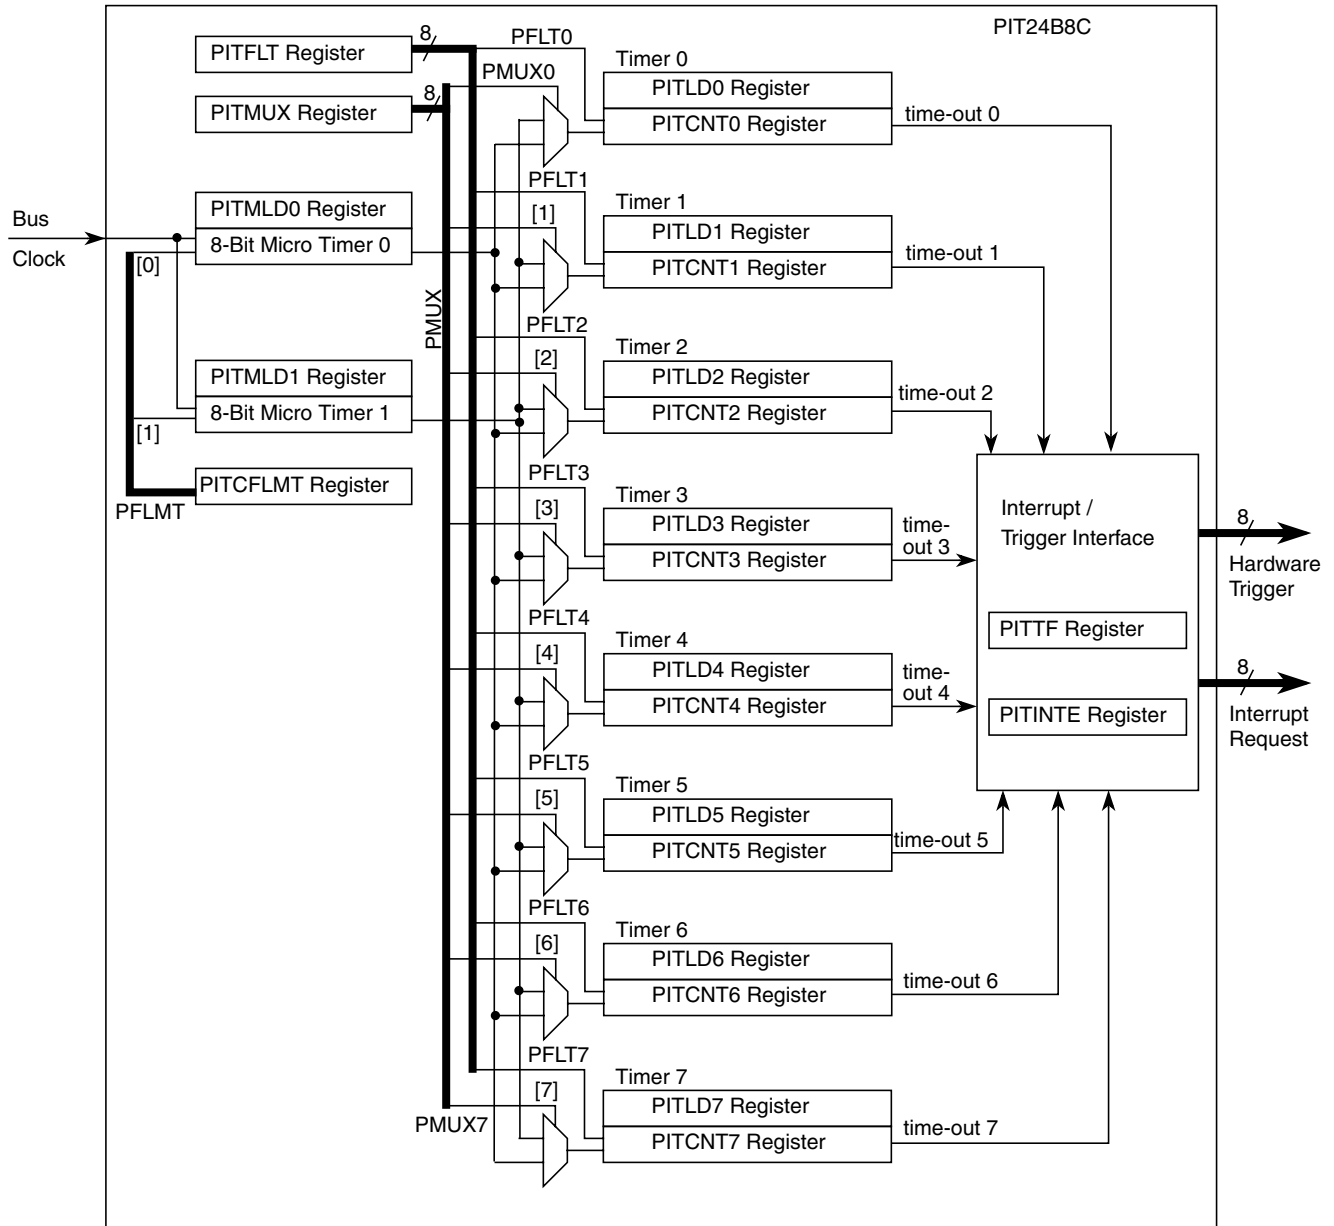 PIT24B8C
PITFLT Register
8
PFLT0
PMUX0
PITMUX Register
8
Timer 0
PITLD0 Register
PITCNT0 Register
time-out 0
Bus
Clock
PITMLD0 Register
8-Bit Micro Timer 0
[0]
PFLT1
[1]
Timer 1
PITLD1 Register
PITCNT1 Register
time-out 1
PMUX
PFLT2
[2]
Timer 2
PITLD2 Register
PITCNT2 Register
time-out 2
PITMLD1 Register
8-Bit Micro Timer 1
[1]
PITCFLMT Register
PFLMT
PFLT3
[3]
Timer 3
PITLD3 Register
PITCNT3 Register
time-
out 3
Interrupt /
Trigger Interface
8
Hardware
Trigger
PITTF Register
PFLT4
[4]
Timer 4
PITLD4 Register
PITCNT4 Register
time-
out 4
PITINTE Register
8
Interrupt
Request
PFLT5
[5]
Timer 5
PITLD5 Register
PITCNT5 Register
time-out 5
PFLT6
[6]
Timer 6
PITLD6 Register
PITCNT6 Register
time-out 6
PFLT7
[7]
PMUX7
Timer 7
PITLD7 Register
PITCNT7 Register
time-out 7